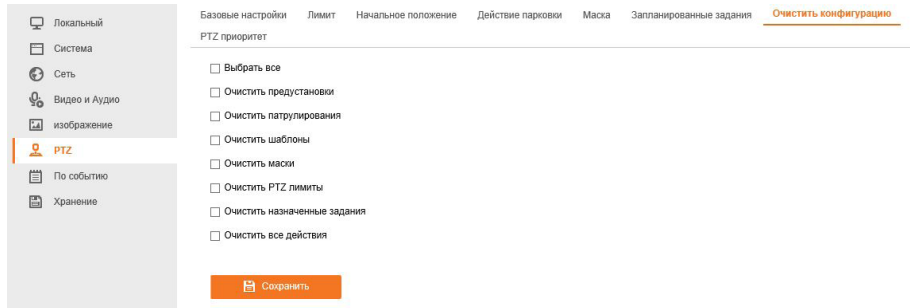 Локальный
Система
Сеть
Видео и Аудио
изображение
PTZ
По событию
Хранение
Базовые настройки Лимит Начальное положение Действие парковки Маска Запланированные задания Очистить конфигурацию
PTZ приоритет
Выбрать все
Очистить предустановки
Очистить патрулирования
Очистить шаблоны
Очистить маски
Очистить PTZ лимиты
Очистить назначенные задания
Очистить все действия
Сохранить